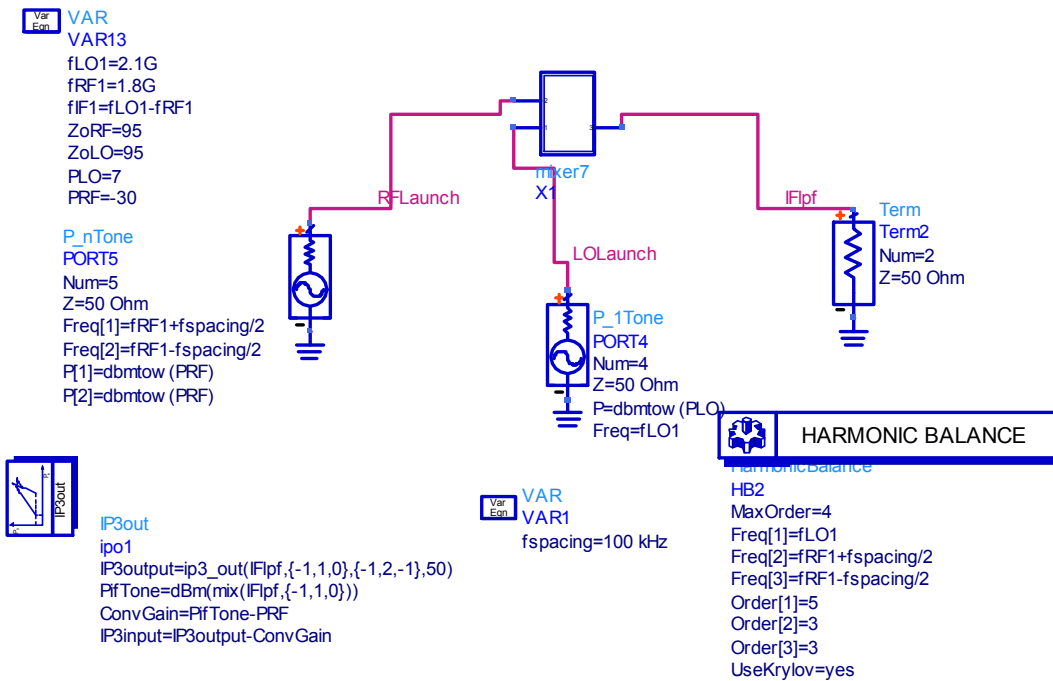 Var
Eqn
VAR
VAR13
fLO1=2.1G
fRF1=1.8G
fIF1=fLO1-fRF1
ZoRF=95
ZoLO=95
PLO=7
PRF=-30
2
1
3
mixer7
X1
RFLaunch
LOLaunch
IFlpf
P_nTone
PORT5
Num=5
Z=50 Ohm
Freq[1]=fRF1+fspacing/2
Freq[2]=fRF1-fspacing/2
P[1]=dbmtow (PRF)
P[2]=dbmtow (PRF)
Term
Term2
Num=2
Z=50 Ohm
P_1Tone
PORT4
Num=4
Z=50 Ohm
P=dbmtow (PLO)
Freq=fLO1
HARMONIC BALANCE
HarmonicBalance
HB2
MaxOrder=4
Freq[1]=fLO1
Freq[2]=fRF1+fspacing/2
Freq[3]=fRF1-fspacing/2
Order[1]=5
Order[2]=3
Order[3]=3
UseKrylov=yes
IP3out
IP3out
ipo1
IP3output=ip3_out(IFlpf,{-1,1,0},{-1,2,-1},50)
PifTone=dBm(mix(IFlpf,{-1,1,0}))
ConvGain=PifTone-PRF
IP3input=IP3output-ConvGain
Var
Eqn
VAR
VAR1
fspacing=100 kHz